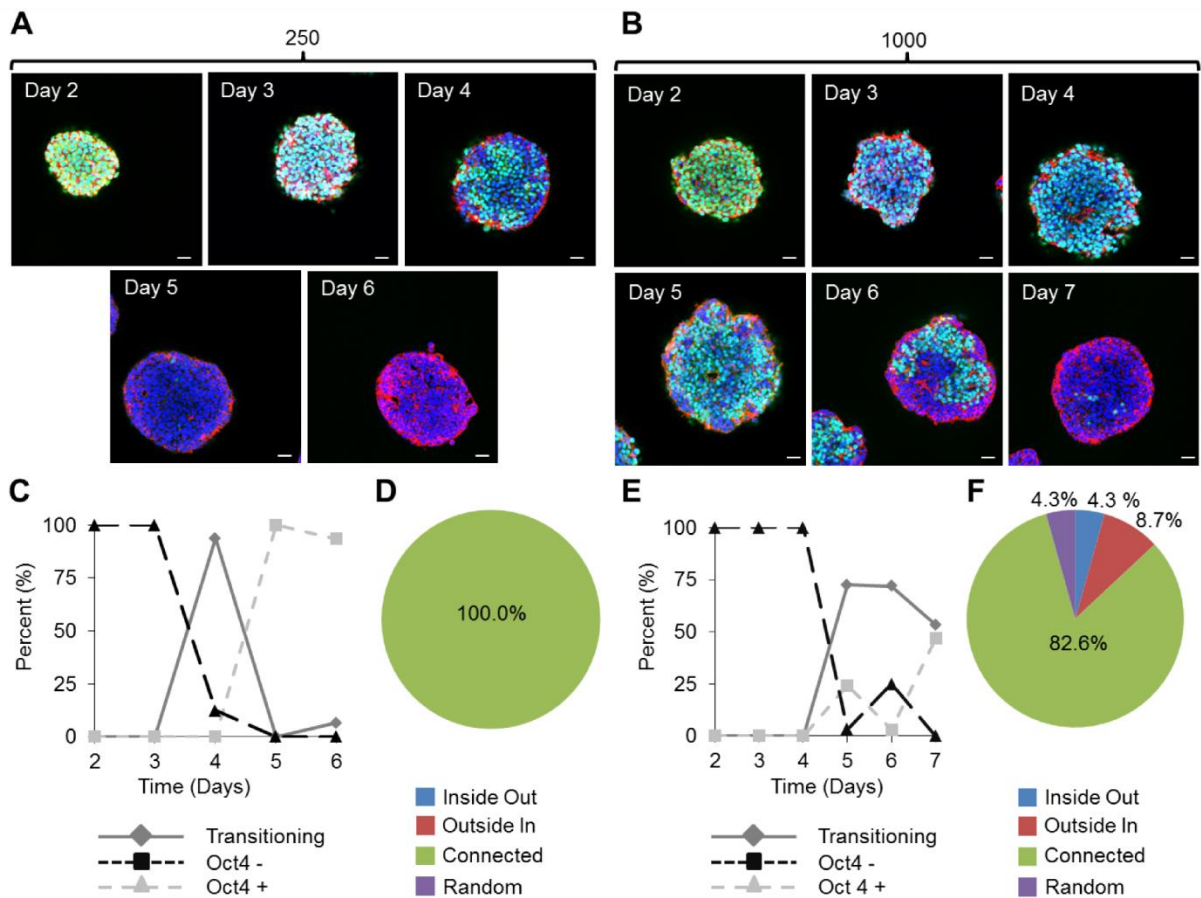 A
250
Day 2
Day 3
Day 4
Day 5
Day 6
B
1000
Day 2
Day 3
Day 4
Day 5
Day 6
Day 7
C
Percent (%)
100
75
50
25
0
2 3 4 5 6
Time (Days)
Transitioning
Oct4 -
Oct4 +
D
100.0%
Inside Out
Outside In
Connected
Random
E
Percent (%)
100
75
50
25
0
2 3 4 5 6 7
Time (Days)
Transitioning
Oct4 -
Oct 4 +
F
4.3%
4.3 %
8.7%
82.6%
Inside Out
Outside In
Connected
Random